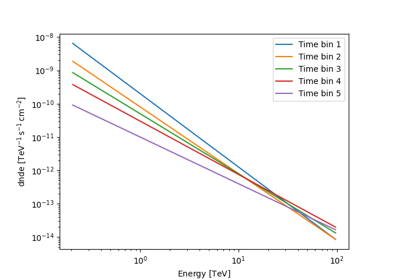 10⁻⁸
10⁻⁹
10⁻¹⁰
10⁻¹¹
10⁻¹²
10⁻¹³
10⁻¹⁴
dnde [TeV⁻¹ s⁻¹ cm⁻²]
Time bin 1
Time bin 2
Time bin 3
Time bin 4
Time bin 5
10⁰ 10¹ 10²
Energy [TeV]